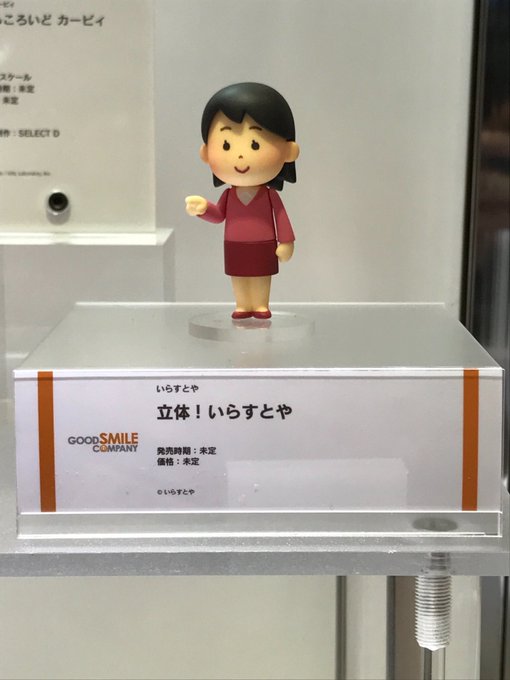 ころいど カービィ
スケール
時期：未定
：未定
制作：SELECT D
いらすとや
立体！いらすとや
GOOD SMILE
COMPANY
発売時期：未定
価格：未定
© いらすとや